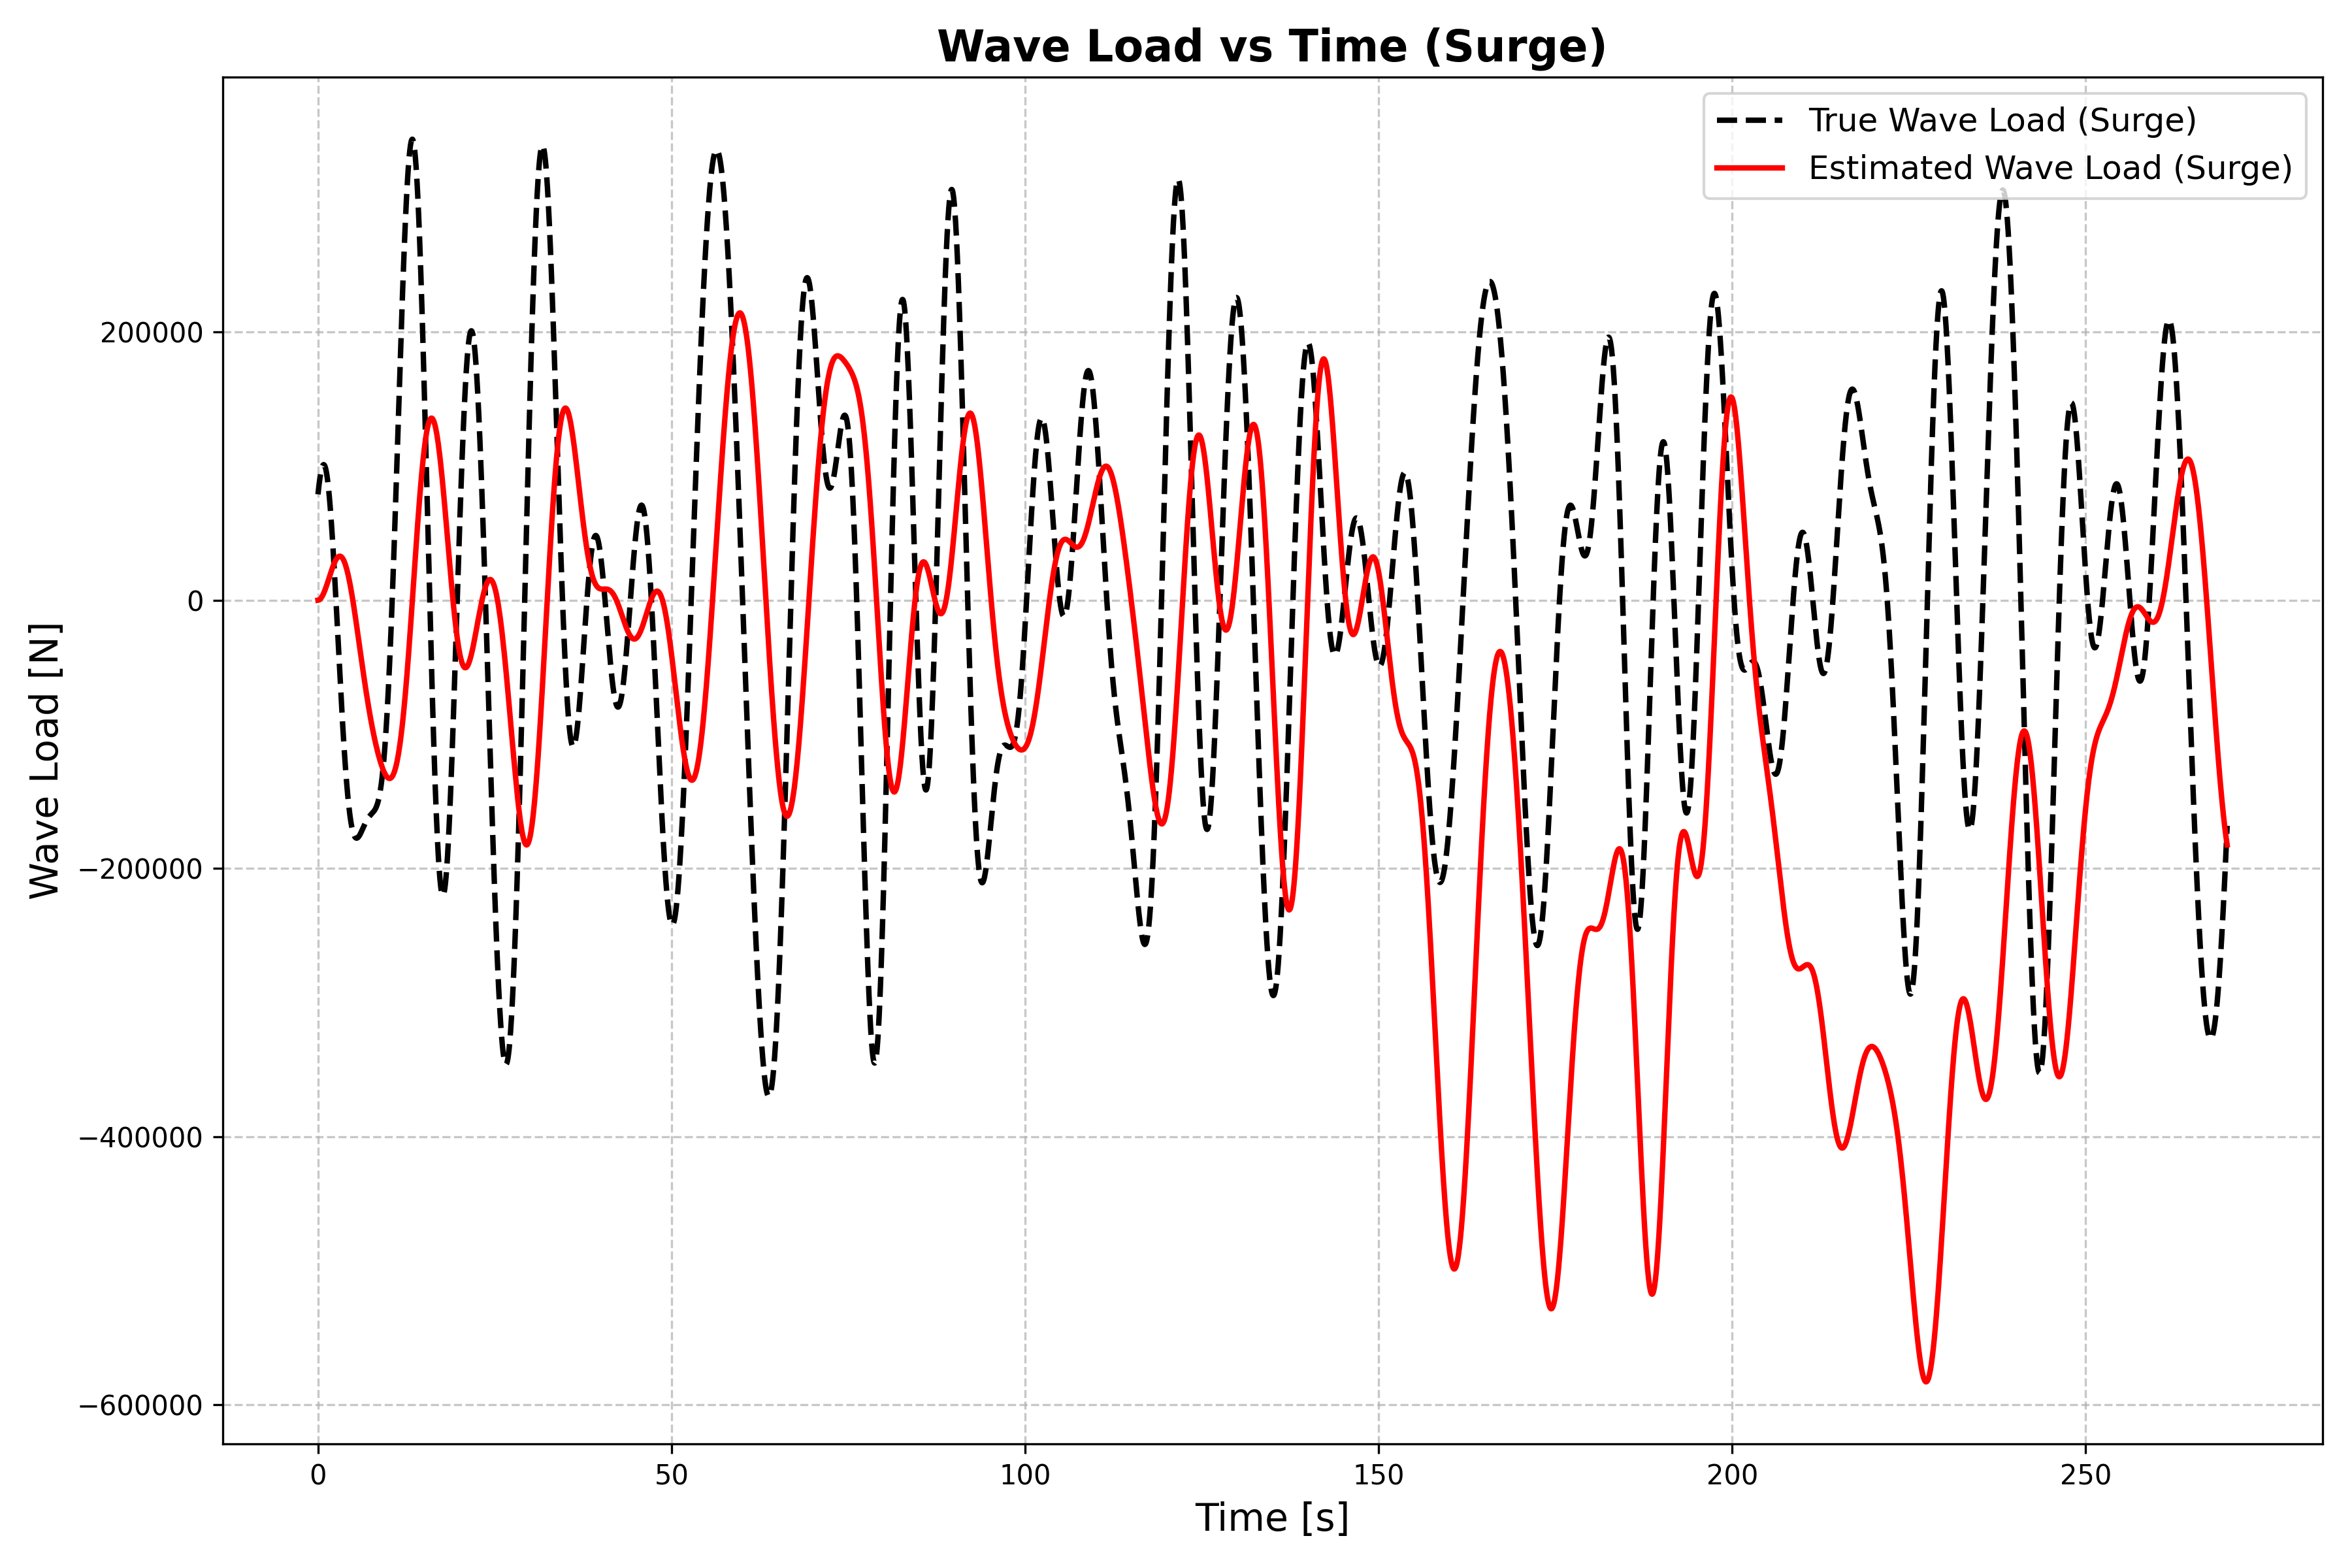 Wave Load vs Time (Surge)
True Wave Load (Surge)
Estimated Wave Load (Surge)
Wave Load [N]
200000
0
−200000
−400000
−600000
0
50
100
150
200
250
Time [s]